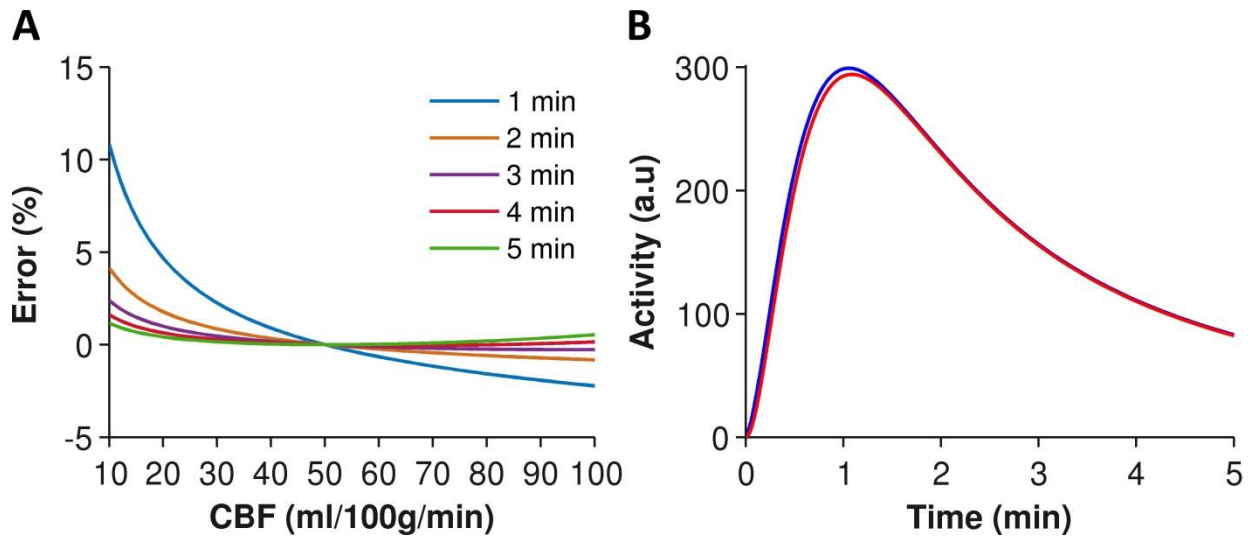 A
15
10
5
0
-5
Error (%)
1 min
2 min
3 min
4 min
5 min
10 20 30 40 50 60 70 80 90 100
CBF (ml/100g/min)
B
300
200
100
0
Activity (a.u)
0 1 2 3 4 5
Time (min)